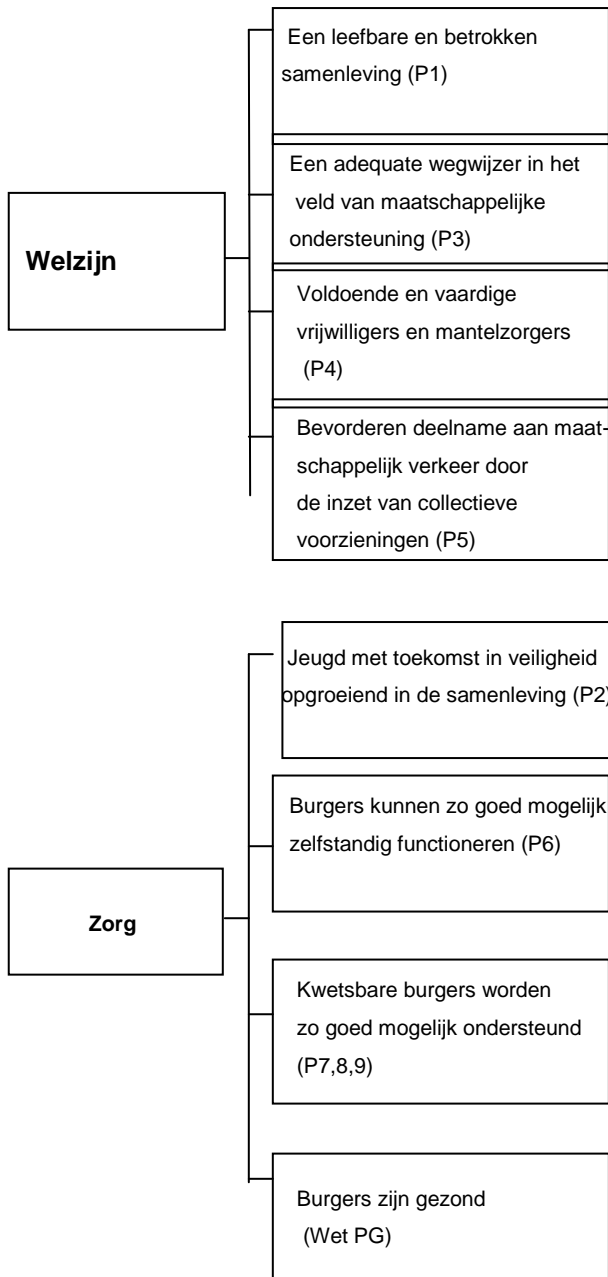 Welzijn
Een leefbare en betrokken
samenleving (P1)
Een adequate wegwijzer in het
veld van maatschappelijke
ondersteuning (P3)
Voldoende en vaardige
vrijwilligers en mantelzorgers
(P4)
Bevorderen deelname aan maat-
schappelijk verkeer door
de inzet van collectieve
voorzieningen (P5)
Zorg
Jeugd met toekomst in veiligheid
opgroeiend in de samenleving (P2)
Burgers kunnen zo goed mogelijk
zelfstandig functioneren (P6)
Kwetsbare burgers worden
zo goed mogelijk ondersteund
(P7,8,9)
Burgers zijn gezond
(Wet PG)